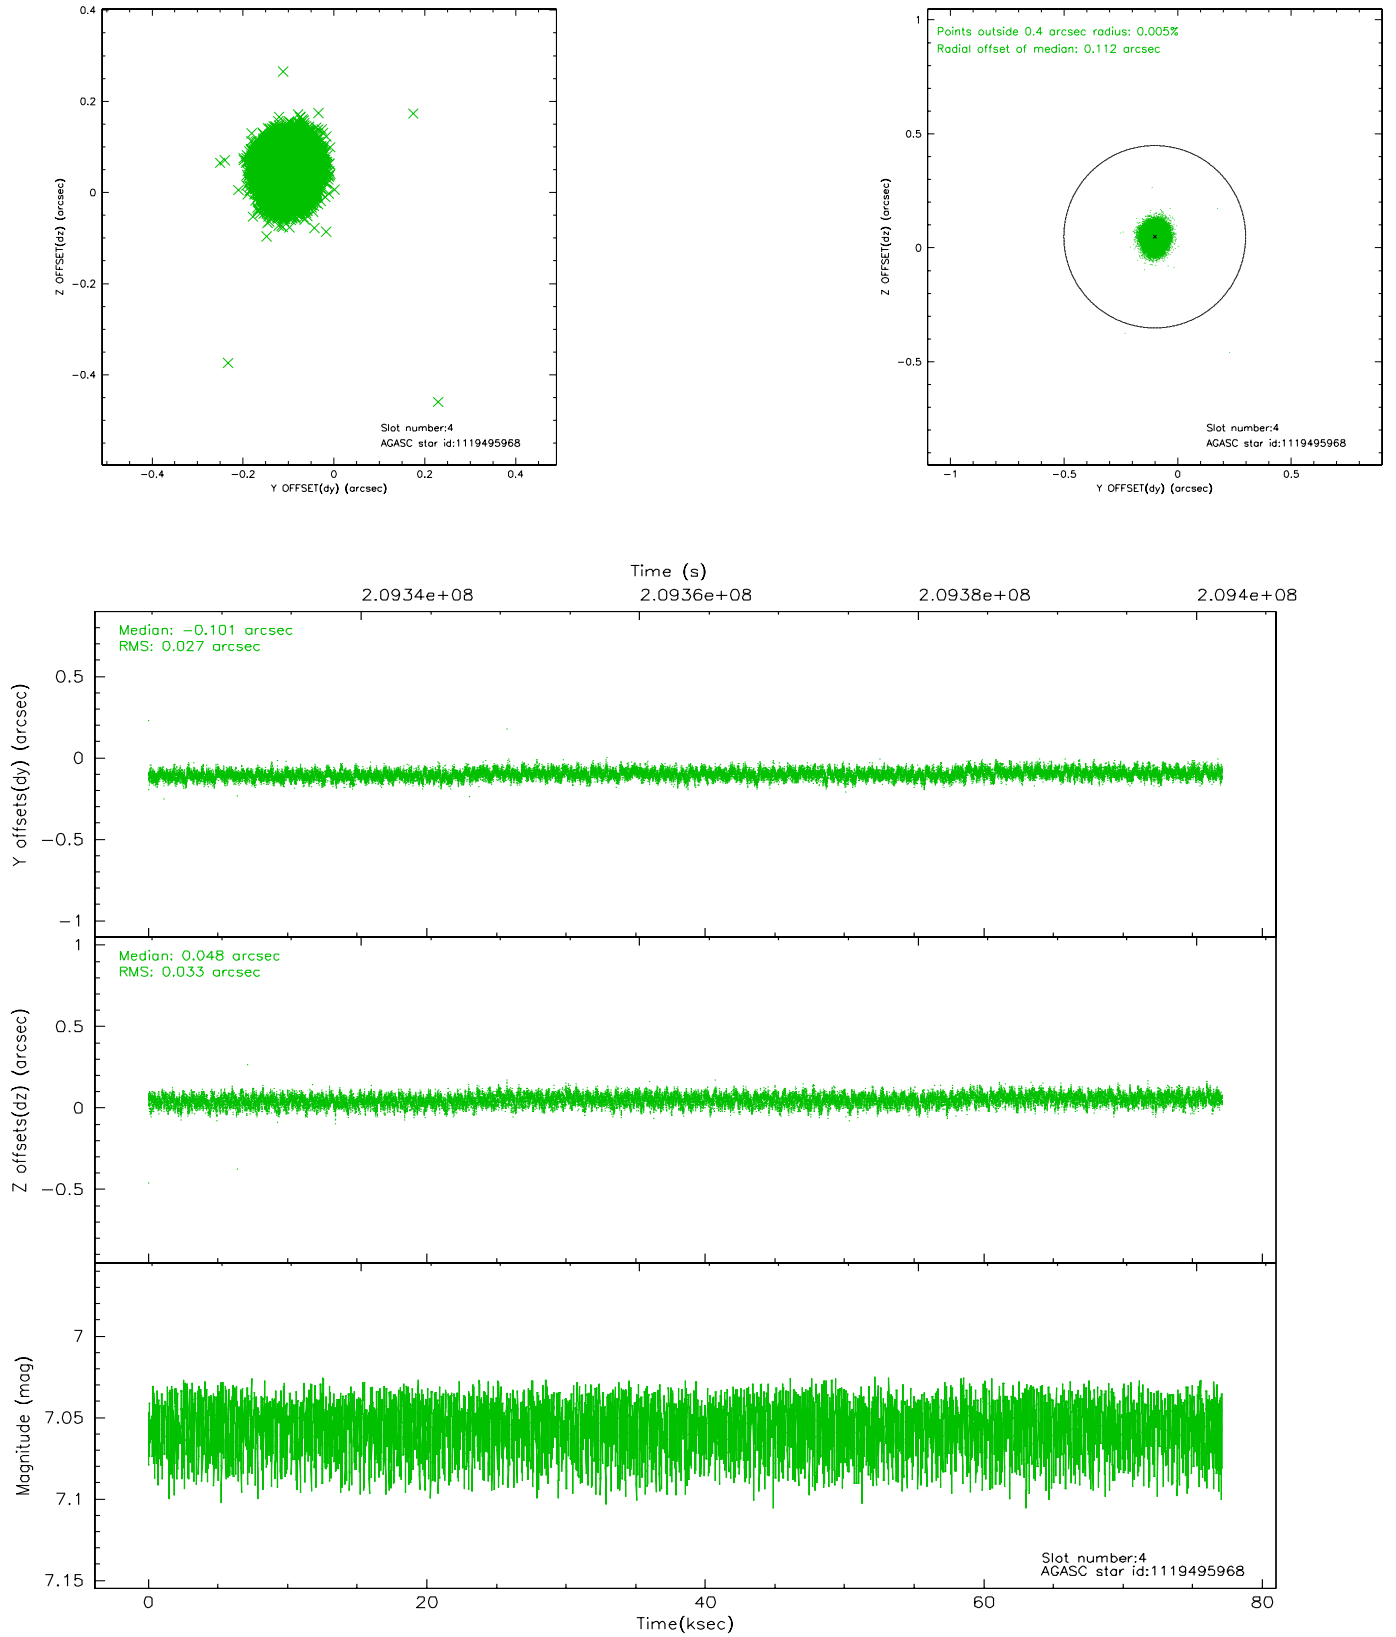 0.4
0.2
0
−0.2
−0.4
Z OFFSET(dz) (arcsec)
Slot number:4
AGASC star id:1119495968
−0.4 −0.2 0 0.2 0.4
Y OFFSET(dy) (arcsec)
Points outside 0.4 arcsec radius: 0.005%
Radial offset of median: 0.112 arcsec
1
0.5
0
−0.5
Z OFFSET(dz) (arcsec)
Slot number:4
AGASC star id:1119495968
−1 −0.5 0 0.5
Y OFFSET(dy) (arcsec)
Time (s)
2.0934e+08 2.0936e+08 2.0938e+08 2.094e+08
Median: −0.101 arcsec
RMS: 0.027 arcsec
0.5
0
−0.5
−1
Y offsets(dy) (arcsec)
Median: 0.048 arcsec
RMS: 0.033 arcsec
1
0.5
0
−0.5
Z offsets(dz) (arcsec)
7
7.05
7.1
7.15
Magnitude (mag)
Slot number:4
AGASC star id:1119495968
0 20 40 60 80
Time(ksec)